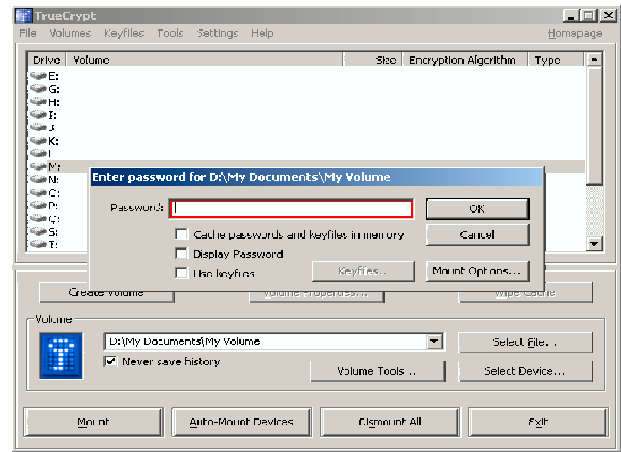 TrueCrypt
File Volumes Keyfiles Tools Settings Help Homepage
Drive Volume Size Encryption Algorithm Type
E:
G:
H:
I:
J
K:
L
M:
N:
O:
P:
Q:
S:
T:
Enter password for D:\My Documents\My Volume
Password:
OK
Cache passwords and keyfiles in memory
Cancel
Display Password
Use keyfiles
Keyfiles..
Mount Options...
Create Volume
Volume Properties...
Wipe Cache
Volume
D:\My Documents\My Volume
Select File...
Never save history
Volume Tools...
Select Device...
Mount
Auto-Mount Devices
Dismount All
Exit